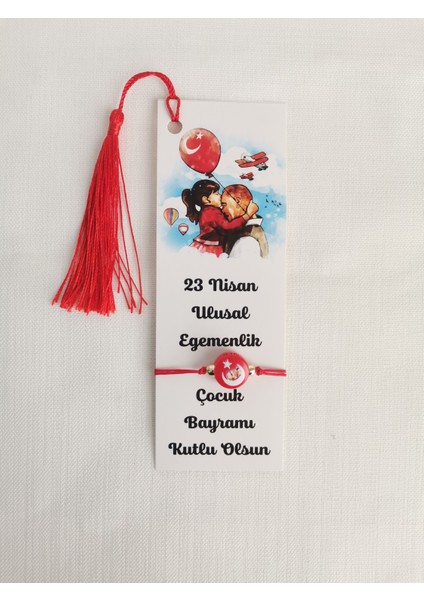 23 Nisan
Ulusal
Egemenlik
Çocuk
Bayramı
Kutlu Olsun